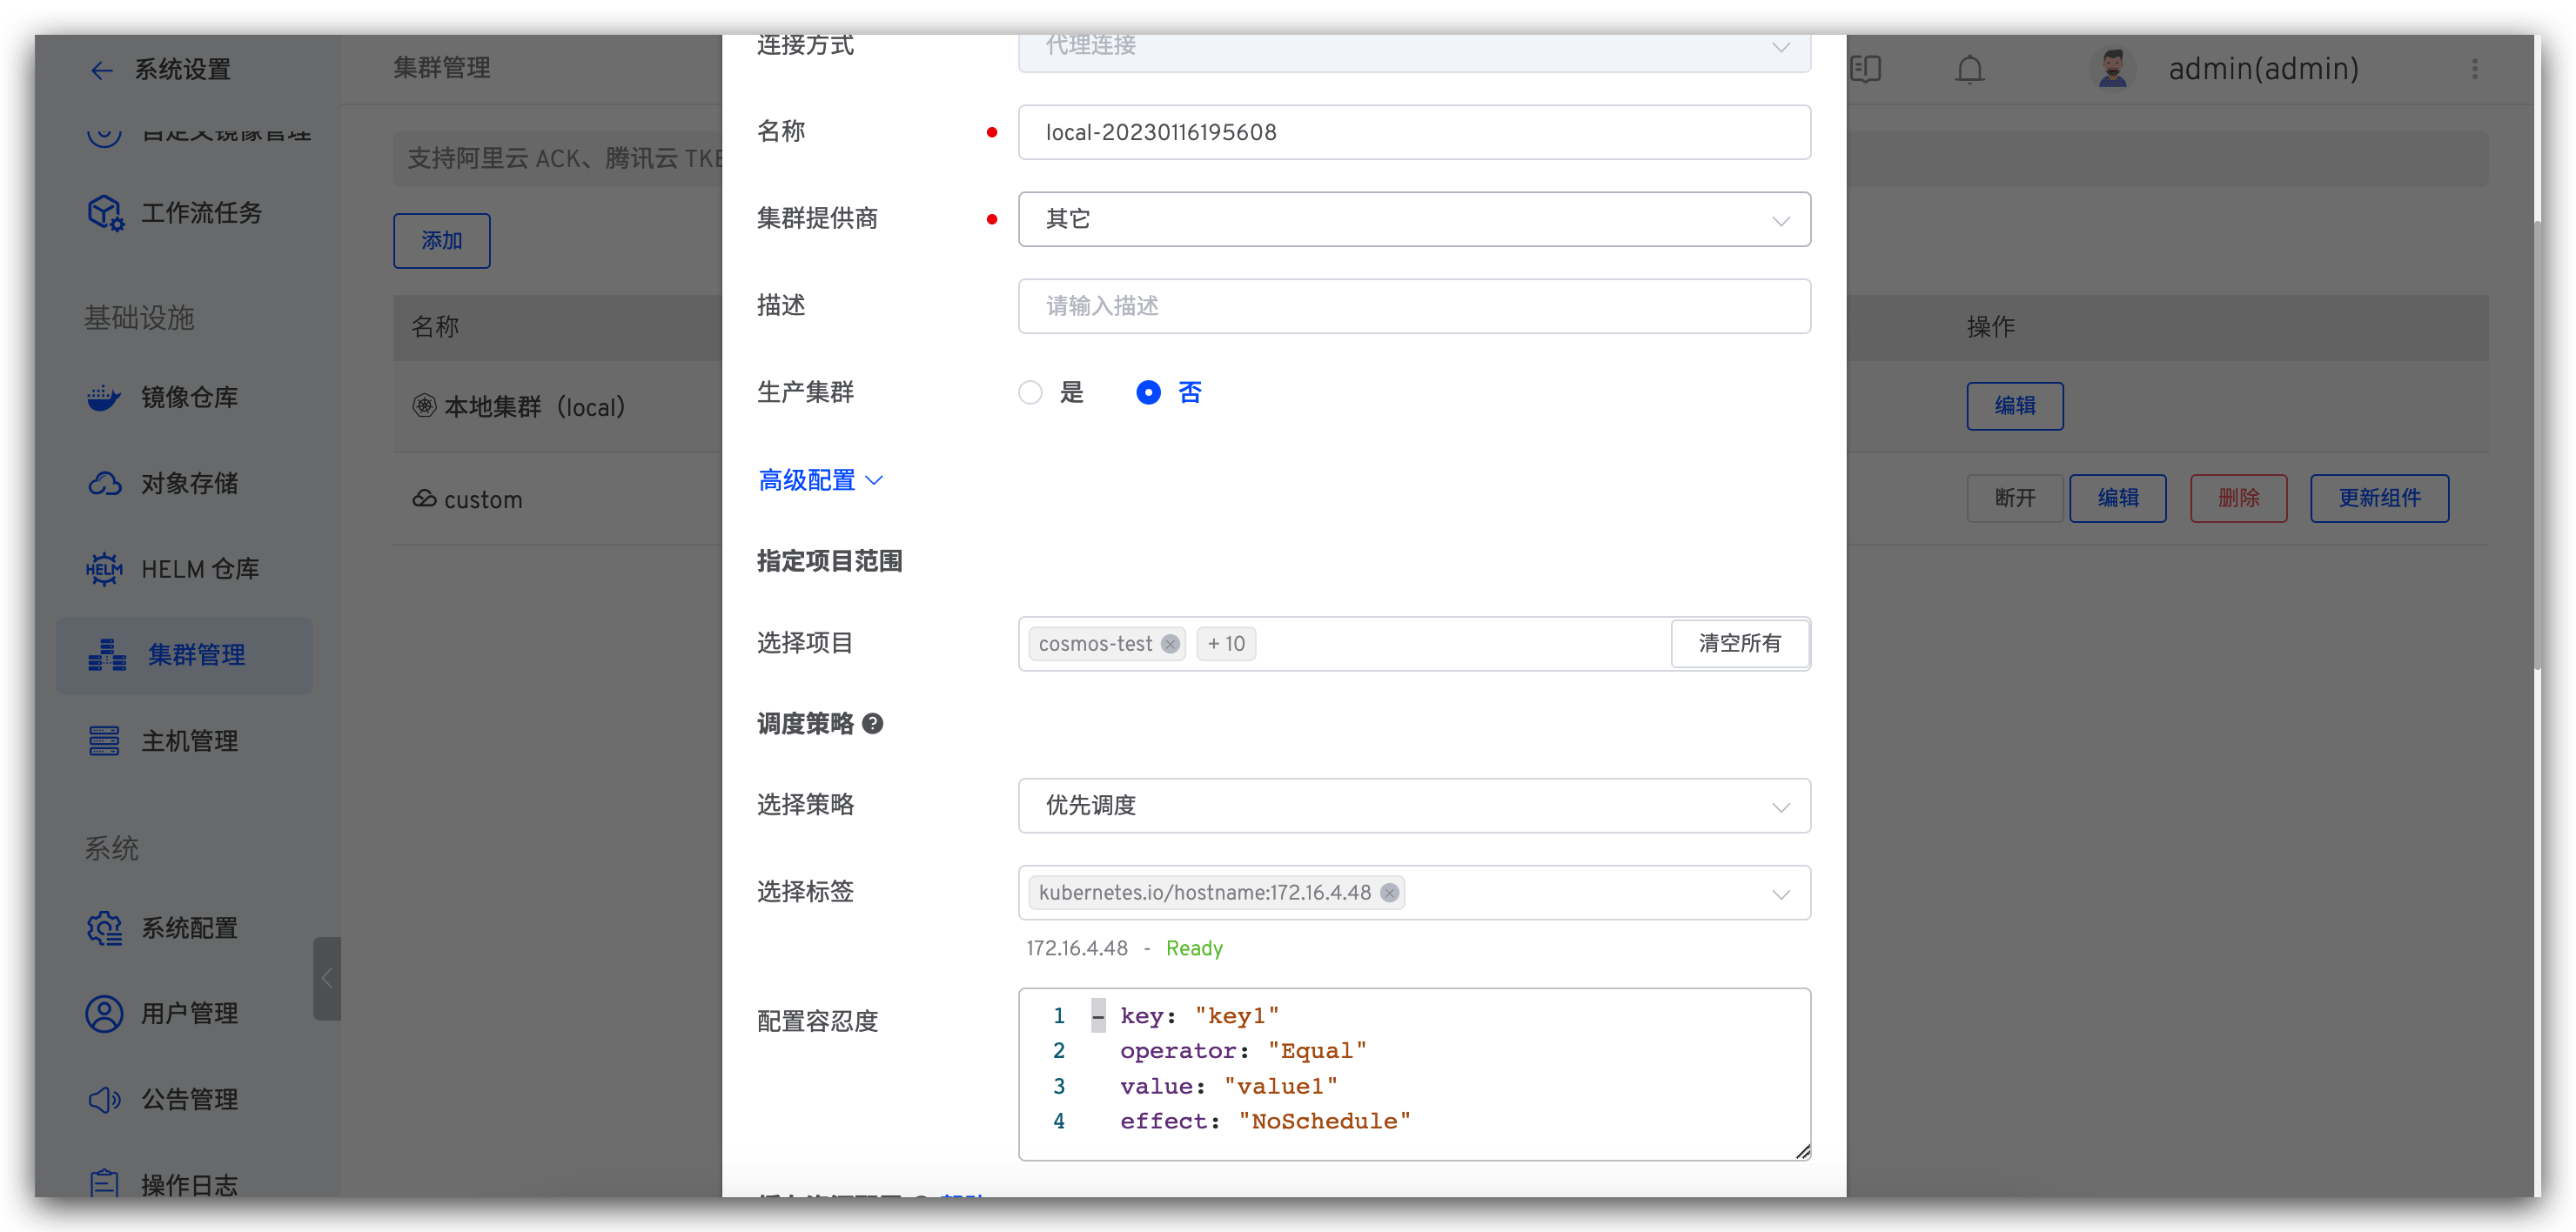 系统设置
自定义镜像管理
工作流任务
基础设施
镜像仓库
对象存储
HELM 仓库
集群管理
主机管理
系统
系统配置
用户管理
公告管理
操作日志
集群管理
支持阿里云 ACK、腾讯云 TKE
添加
名称
本地集群（local）
custom
连接方式
代理连接
名称
local-20230116195608
集群提供商
其它
描述
请输入描述
生产集群
是
否
高级配置
指定项目范围
选择项目
cosmos-test
+ 10
清空所有
调度策略
选择策略
优先调度
选择标签
kubernetes.io/hostname:172.16.4.48
172.16.4.48 - Ready
配置容忍度
1 - key: "key1"
2 operator: "Equal"
3 value: "value1"
4 effect: "NoSchedule"
admin(admin)
操作
编辑
断开 编辑 删除 更新组件